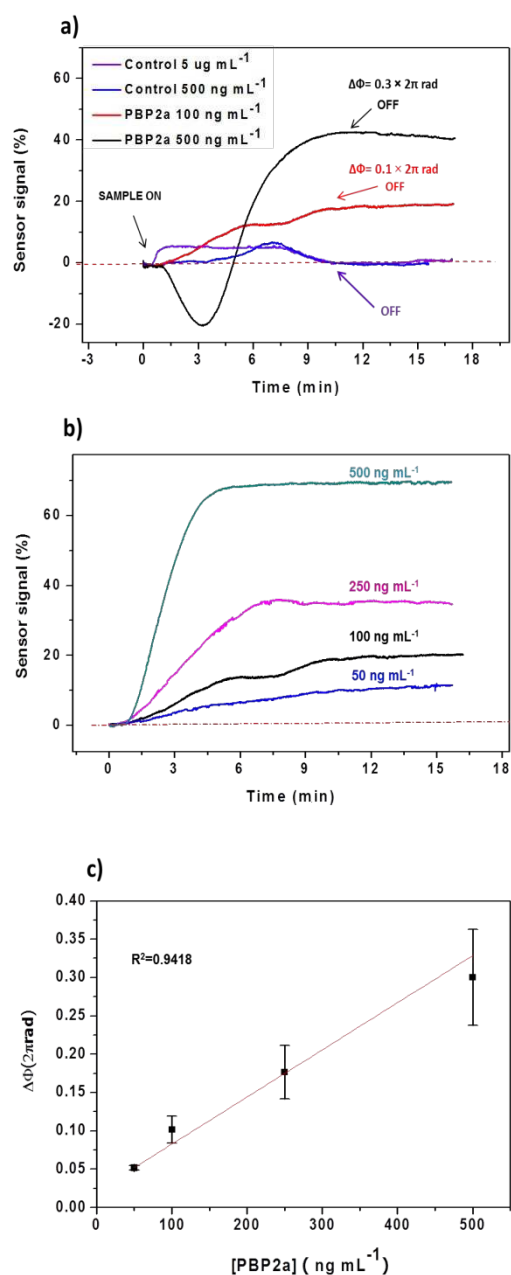 a)
Control 5 ug mL⁻¹
Control 500 ng mL⁻¹
PBP2a 100 ng mL⁻¹
PBP2a 500 ng mL⁻¹
ΔΦ= 0.3 × 2π rad
OFF
ΔΦ= 0.1 × 2π rad
OFF
SAMPLE ON
OFF
Sensor signal (%)
60
40
20
0
-20
-3 0 3 6 9 12 15 18
Time (min)
b)
500 ng mL⁻¹
250 ng mL⁻¹
100 ng mL⁻¹
50 ng mL⁻¹
Sensor signal (%)
60
40
20
0
0 3 6 9 12 15 18
Time (min)
c)
R²=0.9418
ΔΦ(2πrad)
0.40
0.35
0.30
0.25
0.20
0.15
0.10
0.05
0.00
0 100 200 300 400 500
[PBP2a] ( ng mL⁻¹)